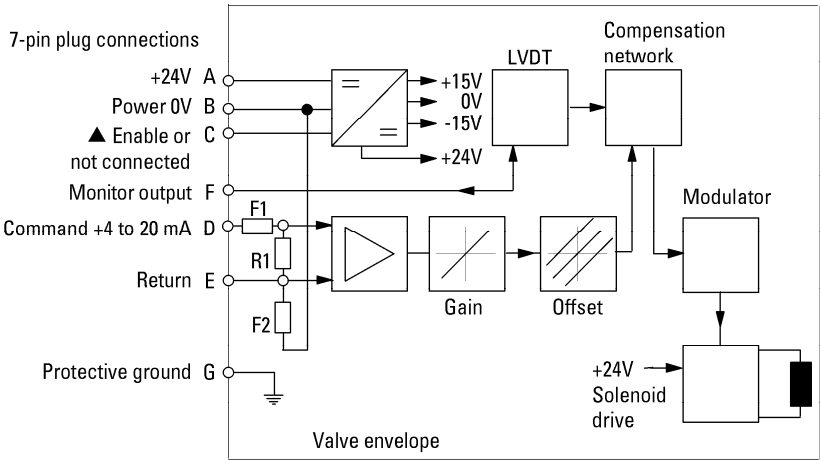 7-pin plug connections
+24V A
Power 0V B
▲ Enable or C
not connected
Monitor output F
Command +4 to 20 mA D
Return E
Protective ground G
F1
R1
F2
+15V
0V
-15V
+24V
LVDT
Compensation
network
Gain
Offset
Modulator
+24V
Solenoid
drive
Valve envelope